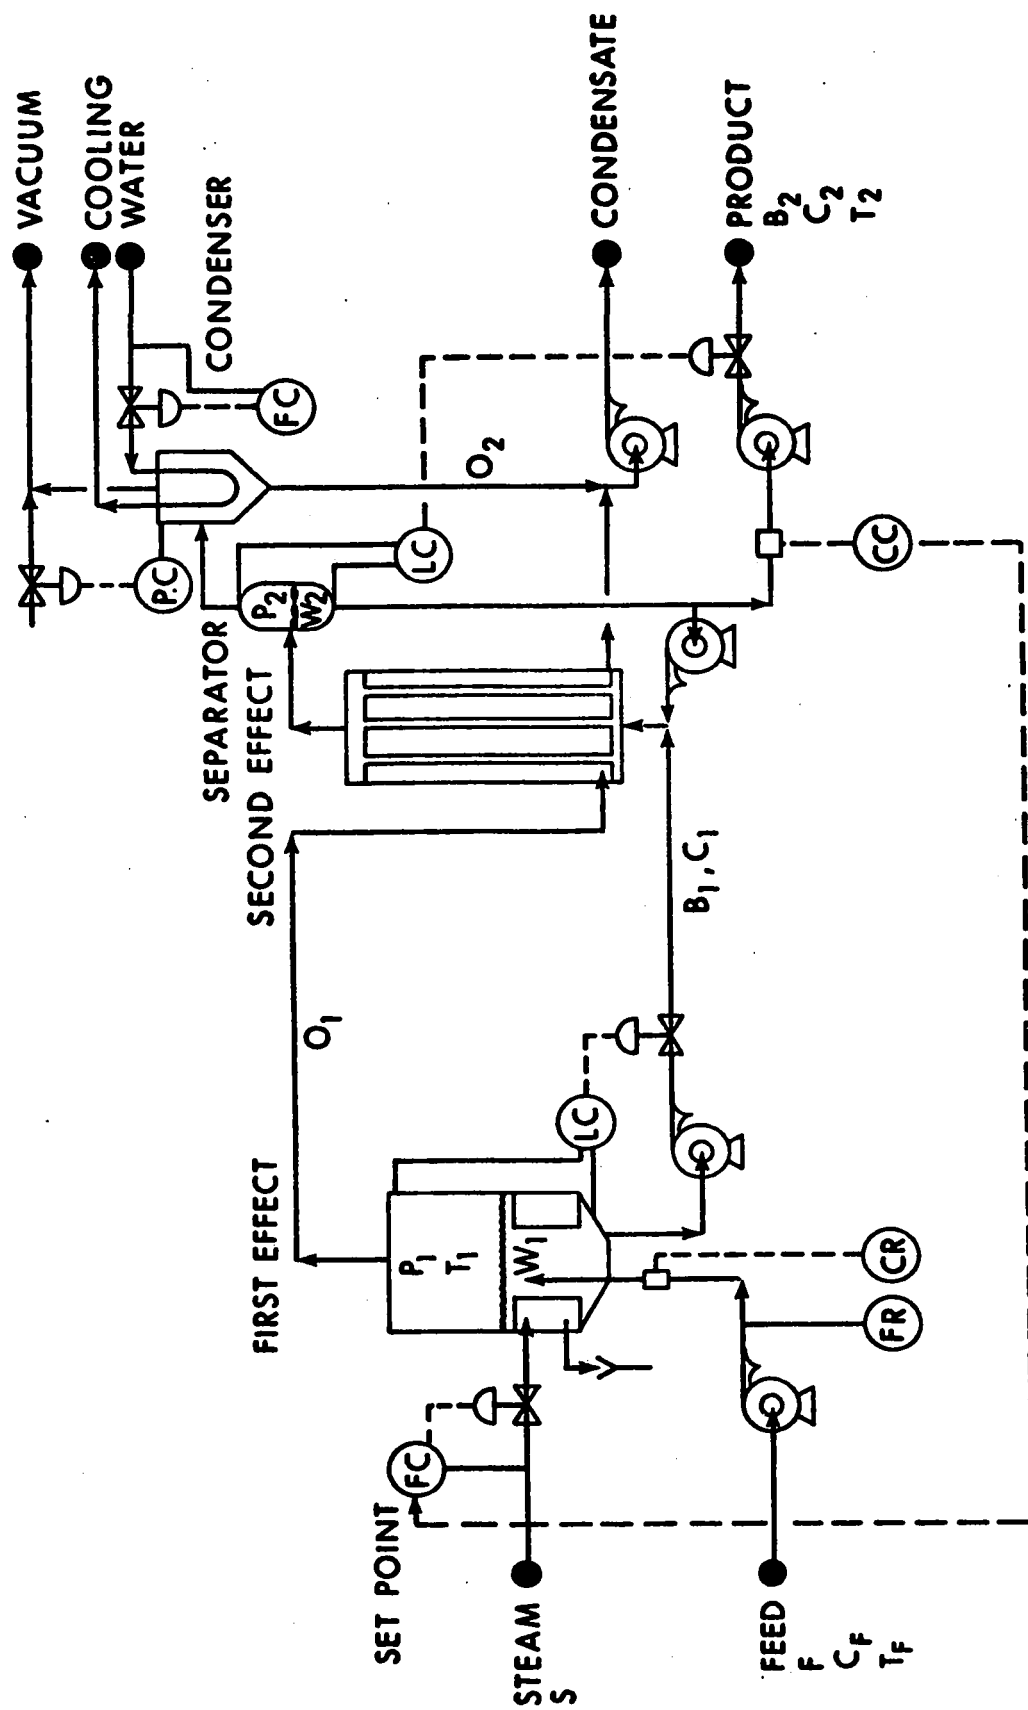 VACUUM
COOLING
WATER
CONDENSER
FC
P.C
SEPARATOR
P2
W2
LC
O2
CONDENSATE
PRODUCT
B2
C2
T2
CC
SECOND EFFECT
O1
B1, C1
FIRST EFFECT
P1
T1
W1
LC
CR
FR
FC
SET POINT
STEAM
S
FEED
F
CF
TF